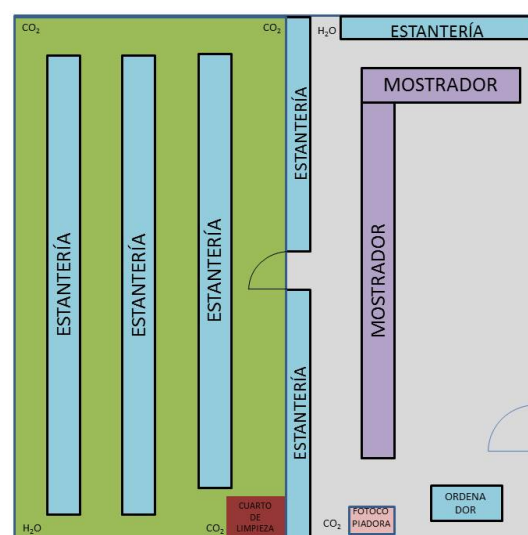 CO₂
CO₂
H₂O
ESTANTERÍA
MOSTRADOR
ESTANTERÍA
ESTANTERÍA
ESTANTERÍA
ESTANTERÍA
MOSTRADOR
ESTANTERÍA
H₂O
CO₂
CUARTO
DE
LIMPIEZA
CO₂
FOTOCO
PIADORA
ORDENA
DOR